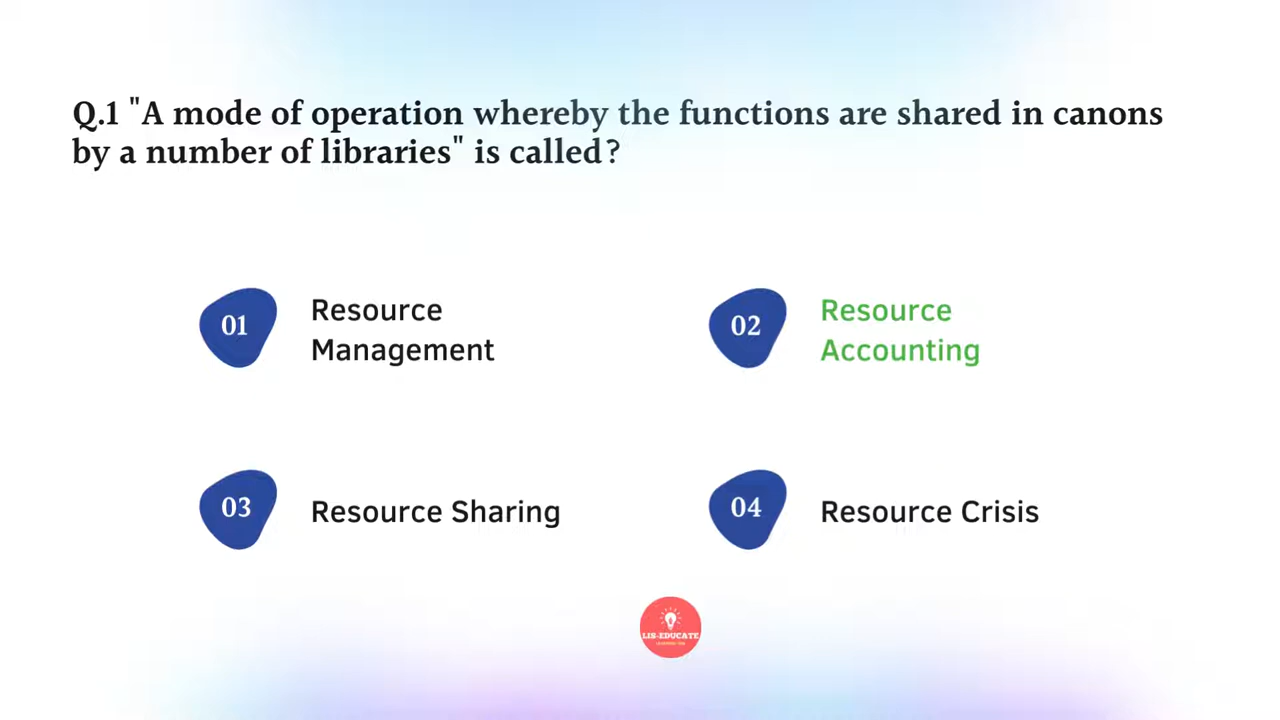 Q.1 "A mode of operation whereby the functions are shared in canons
by a number of libraries" is called?
01
Resource
Management
02
Resource
Accounting
03
Resource Sharing
04
Resource Crisis
LIS-EDUCATE